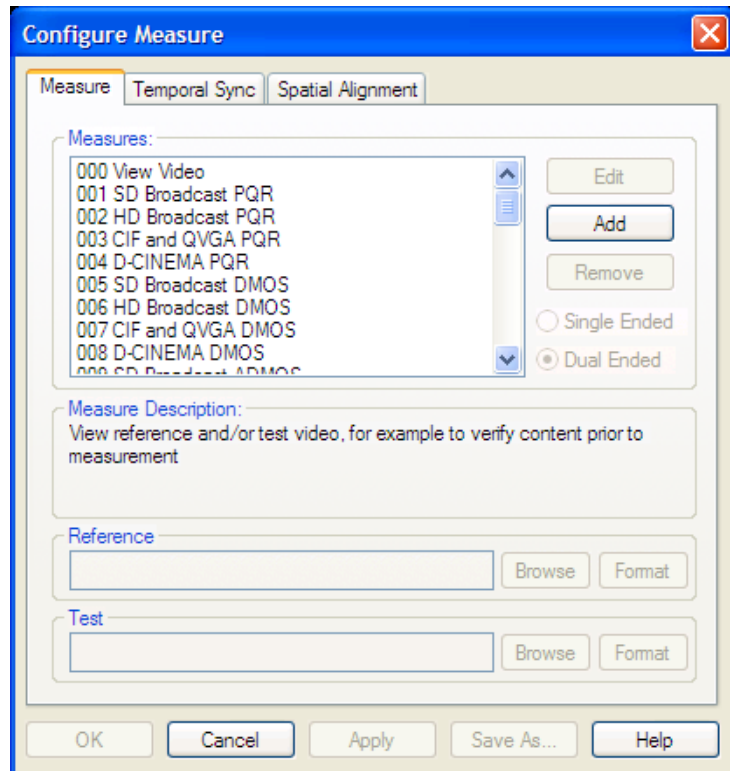 Configure Measure
Measure Temporal Sync Spatial Alignment
Measures:
000 View Video
001 SD Broadcast PQR
002 HD Broadcast PQR
003 CIF and QVGA PQR
004 D-CINEMA PQR
005 SD Broadcast DMOS
006 HD Broadcast DMOS
007 CIF and QVGA DMOS
008 D-CINEMA DMOS
009 SD Broadcast ADMOS
Edit
Add
Remove
Single Ended
Dual Ended
Measure Description:
View reference and/or test video, for example to verify content prior to
measurement
Reference
Browse Format
Test
Browse Format
OK Cancel Apply Save As... Help